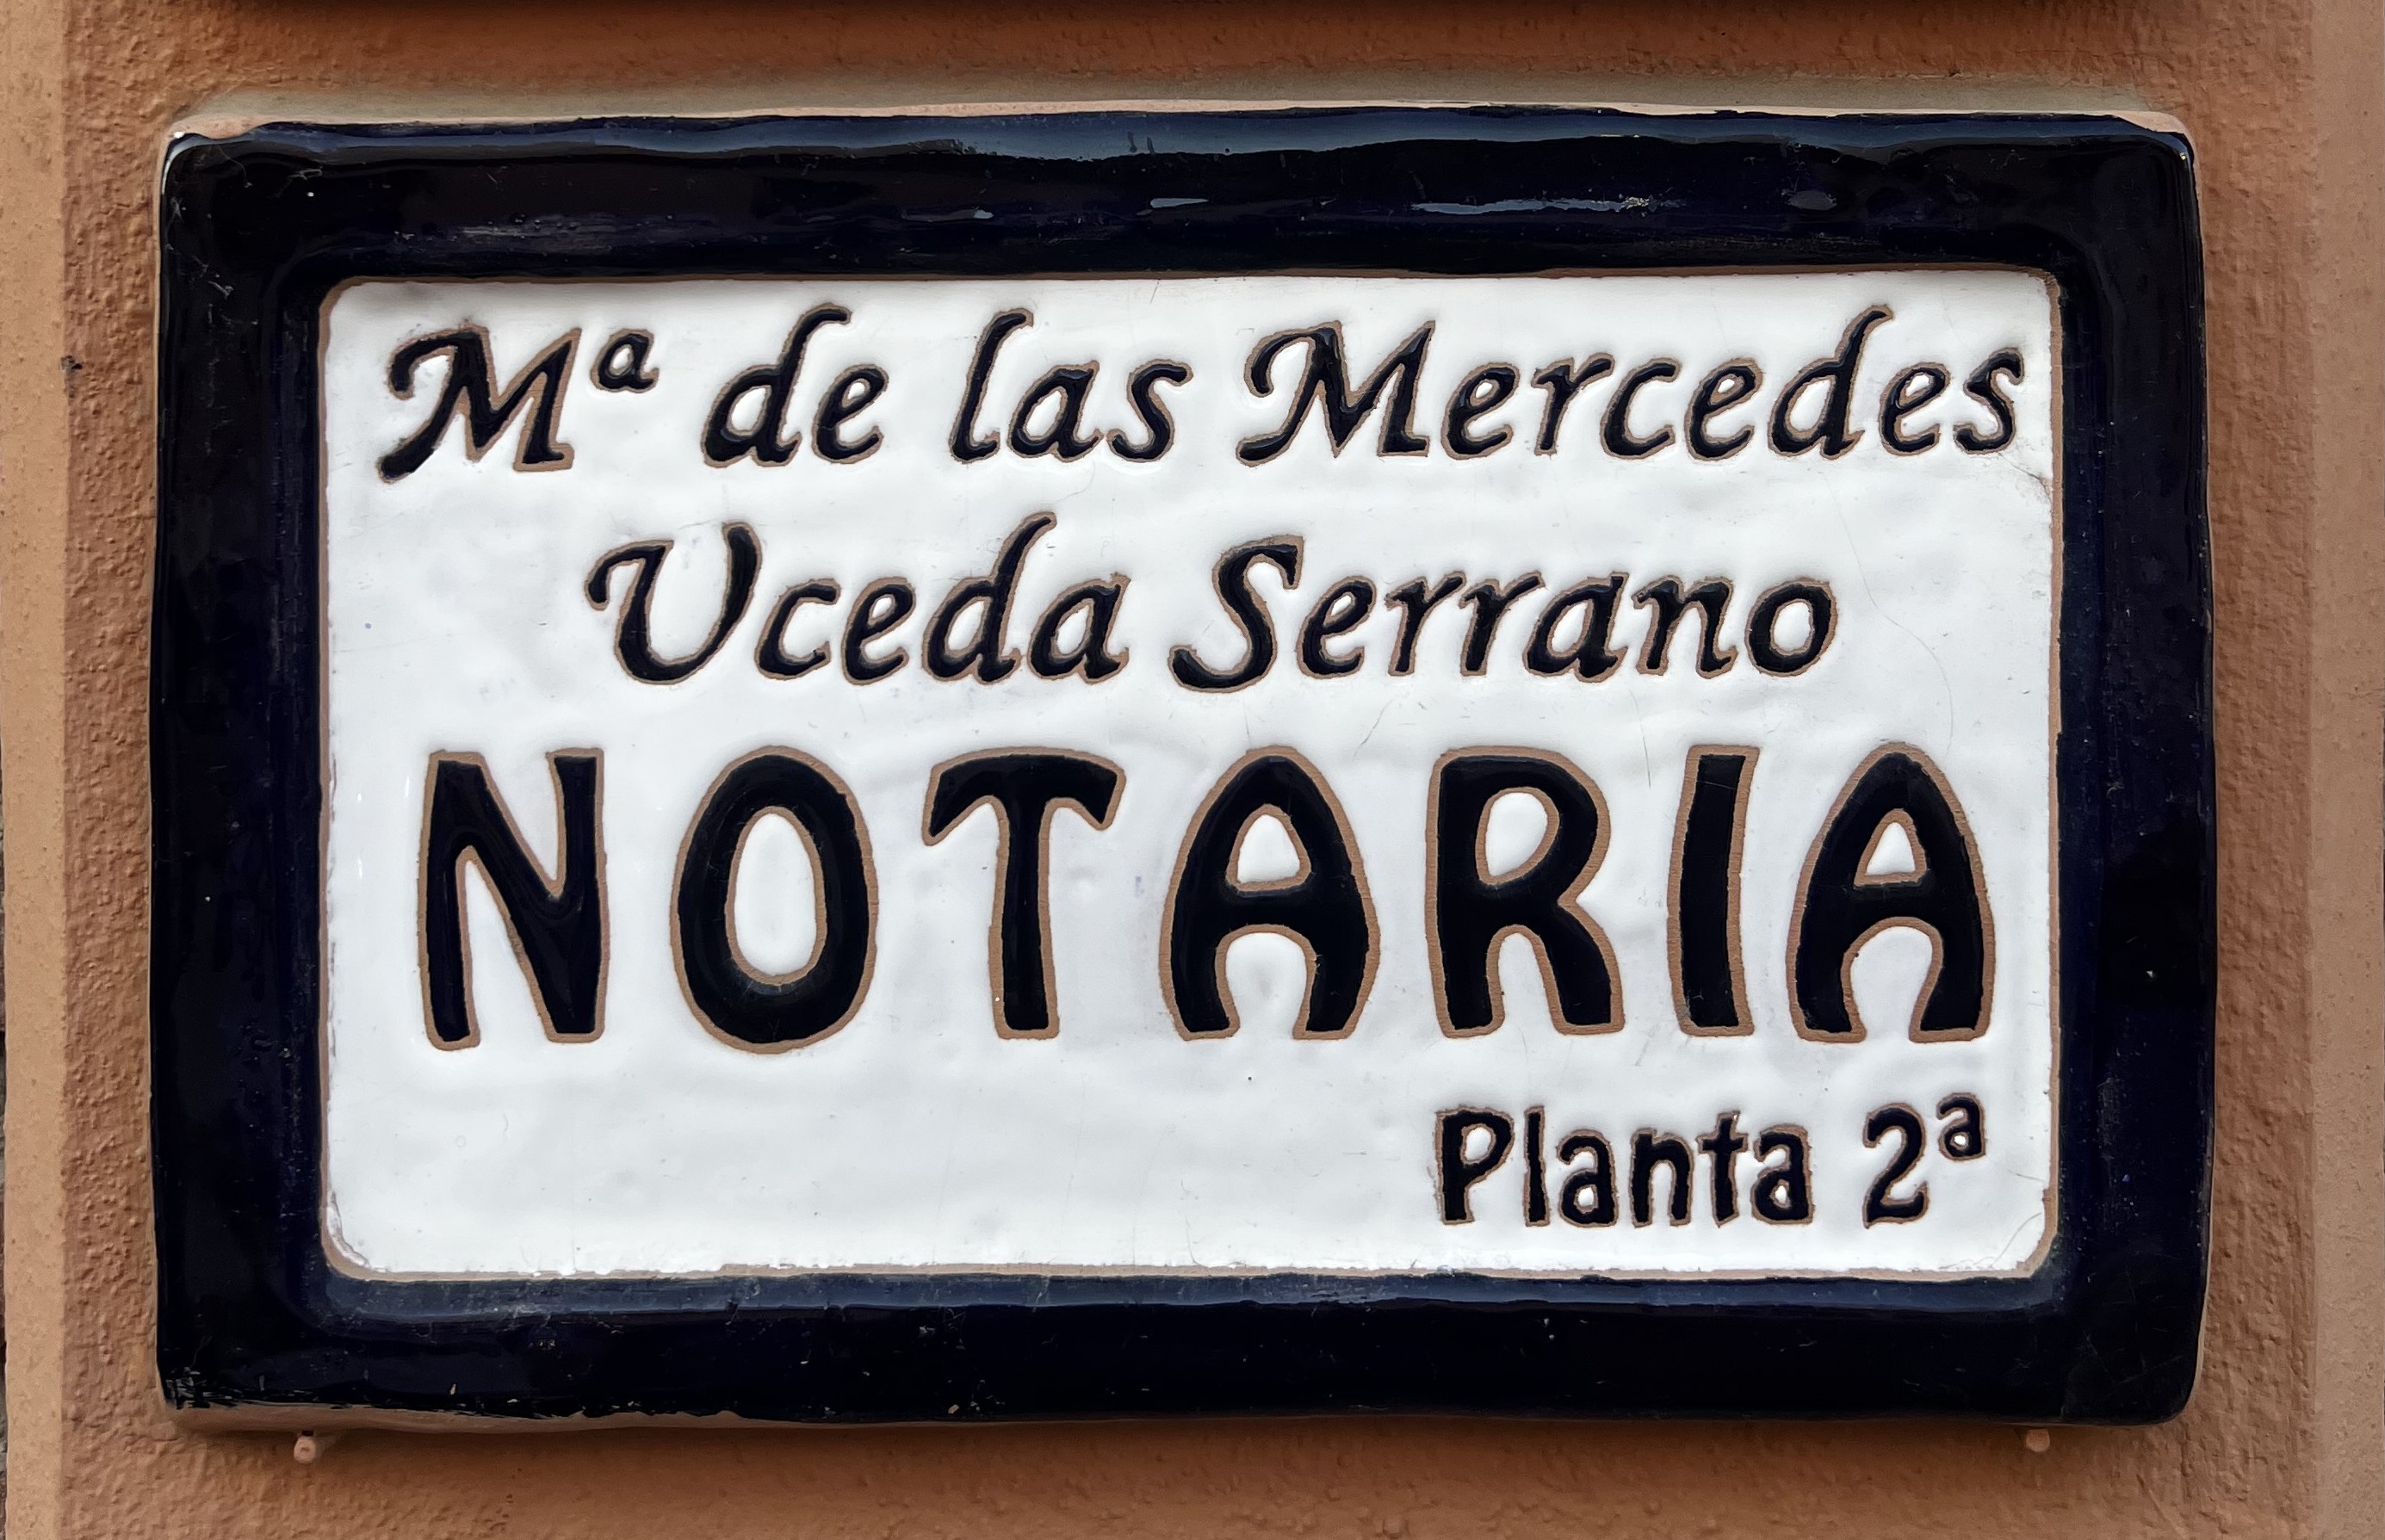 Mª de las Mercedes
Uceda Serrano
NOTARIA
Planta 2ª